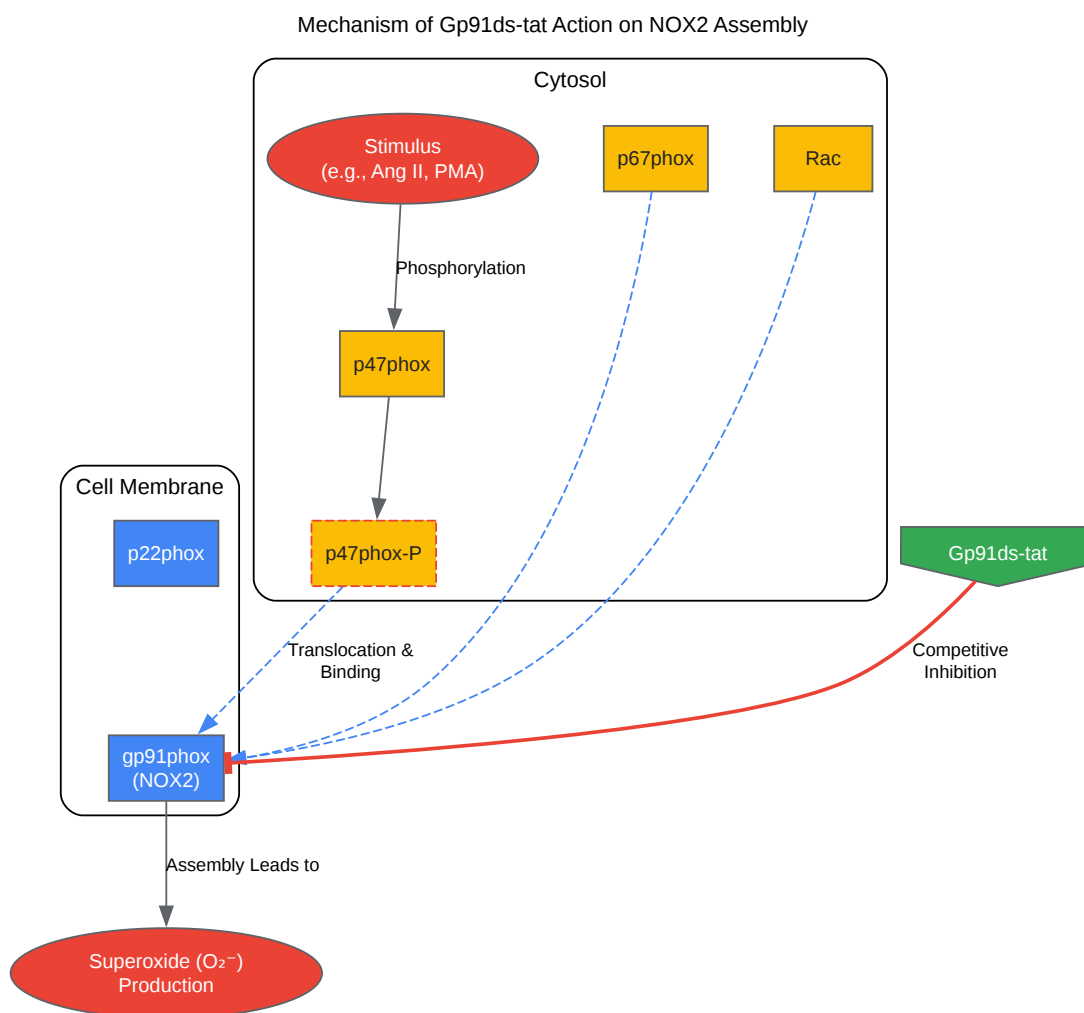 Mechanism of Gp91ds-tat Action on NOX2 Assembly
Cytosol
Stimulus
(e.g., Ang II, PMA)
p67phox
Rac
Phosphorylation
p47phox
Cell Membrane
p22phox
p47phox-P
Gp91ds-tat
Translocation &
Binding
Competitive
Inhibition
gp91phox
(NOX2)
Assembly Leads to
Superoxide (O₂⁻)
Production